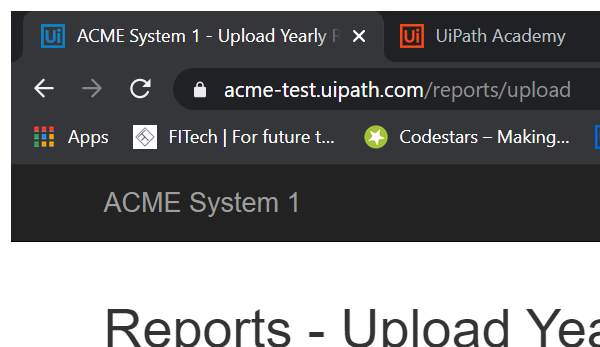 Ui ACME System 1 - Upload Yearly R Ui UiPath Academy
acme-test.uipath.com/reports/upload
Apps FITech | For future t... Codestars – Making...
ACME System 1
Reports - Upload Yea